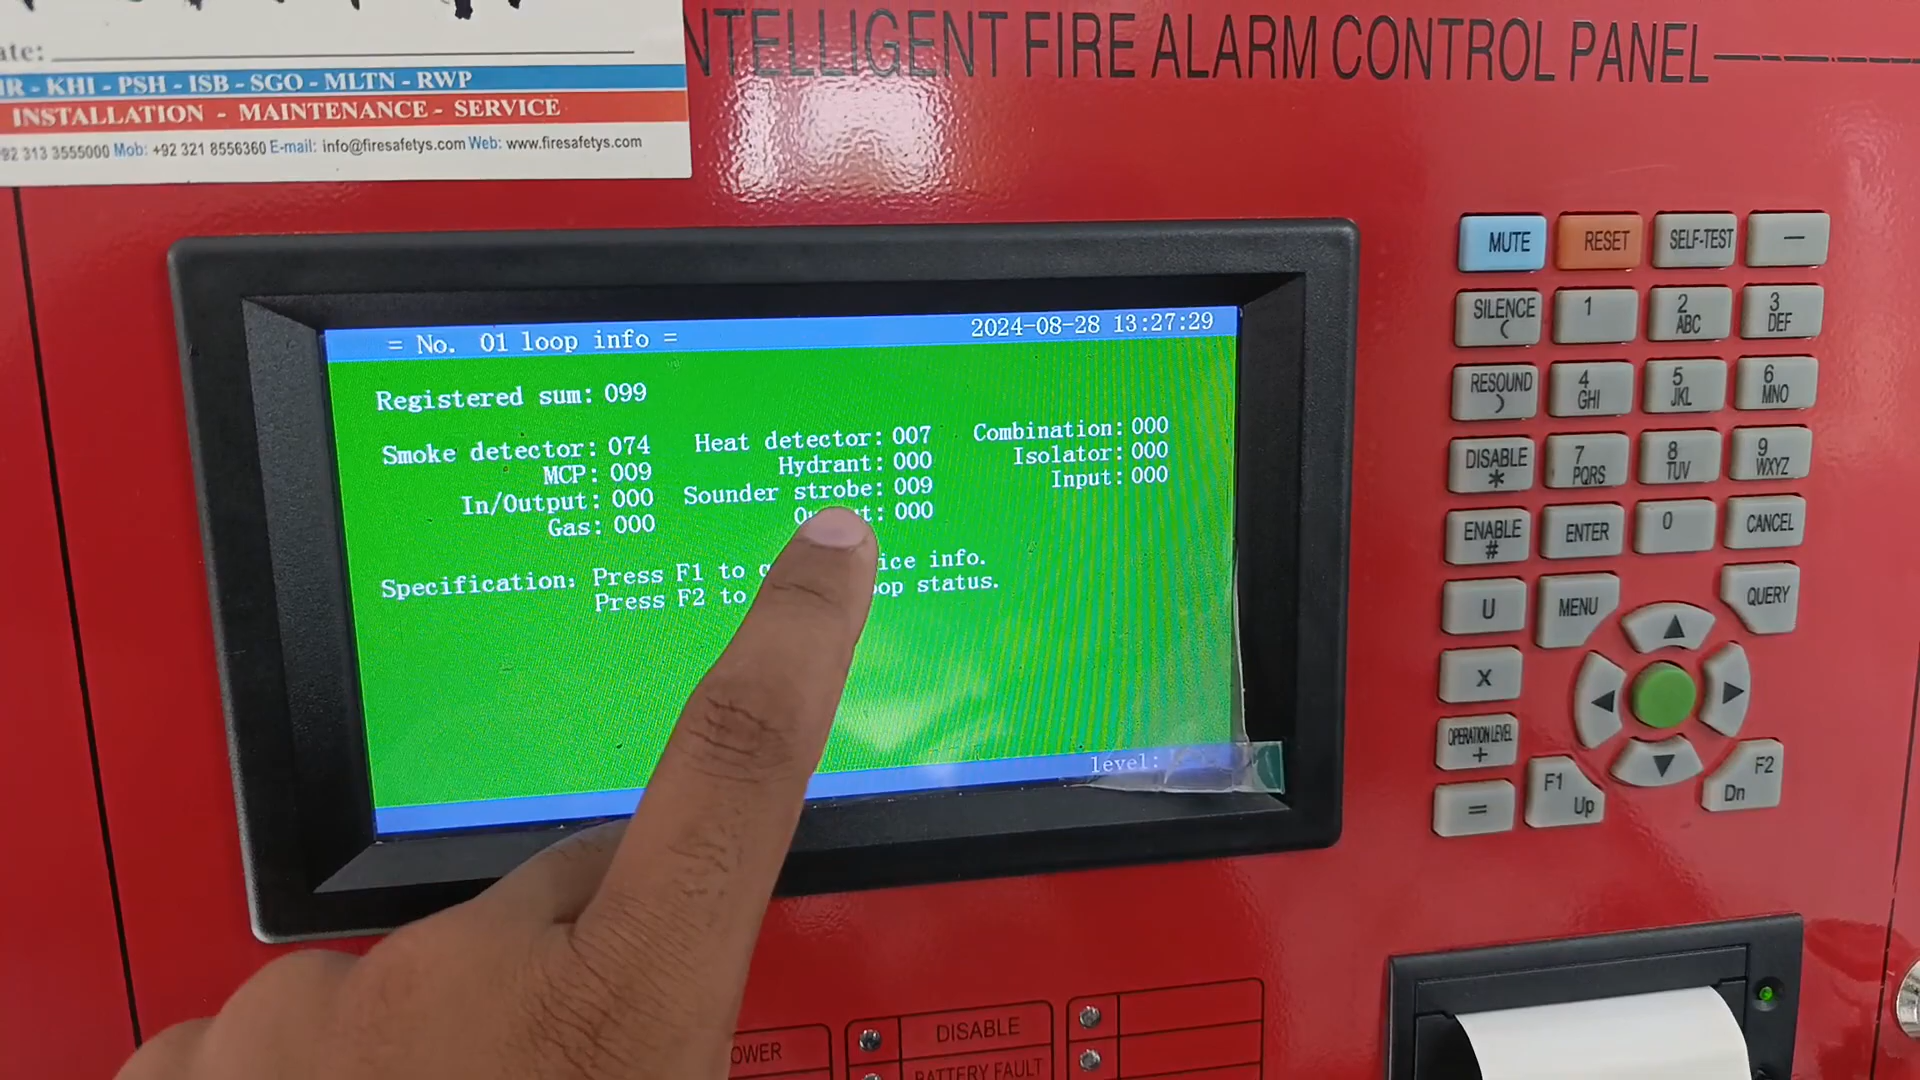 ate:
KHI - PSH - ISB - SGO - MLTN - RWP
INSTALLATION - MAINTENANCE - SERVICE
92 313 3555000 Mob: +92 321 8556360 E-mail: info@firesafetys.com Web: www.firesafetys.com
INTELLIGENT FIRE ALARM CONTROL PANEL
= No. 01 loop info = 2024-08-28 13:27:29
Registered sum: 099
Smoke detector: 074 Heat detector: 007 Combination: 000
MCP: 009 Hydrant: 000 Isolator: 000
In/Output: 000 Sounder strobe: 009 Input: 000
Gas: 000 000
Specification: Press F1 to info.
Press F2 to status.
level:
MUTE RESET SELF-TEST —
SILENCE ( 1 2 ABC 3 DEF
RESOUND ) 4 GHI 5 JKL 6 MNO
DISABLE * 7 PQRS 8 TUV 9 WXYZ
ENABLE # ENTER 0 CANCEL
U MENU QUERY
X
OPERATION LEVEL +
= F1 Up F2 Dn
DISABLE
BATTERY FAULT